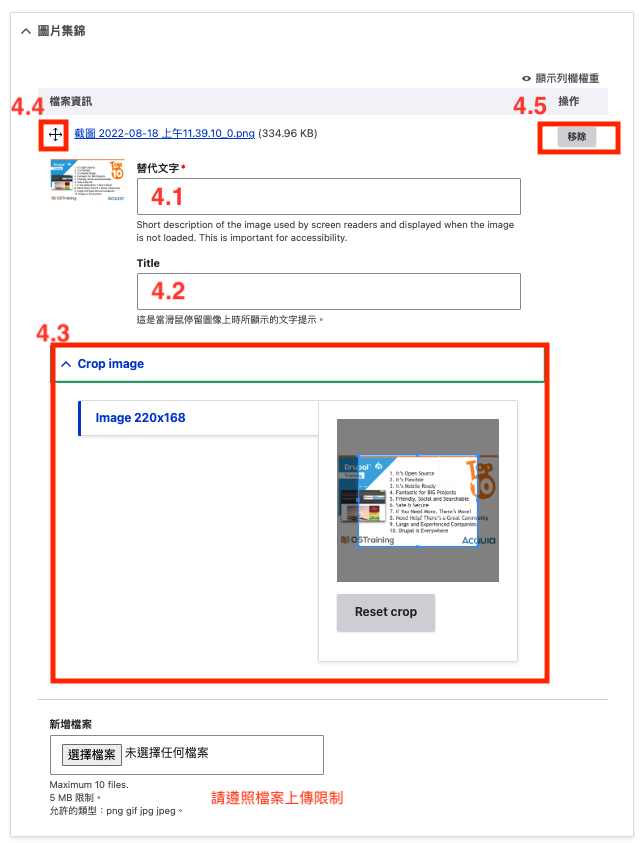 圖片集錦
顯示列欄權重
4.4 檔案資訊 4.5 操作
截圖 2022-08-18 上午11.39.10_0.png (334.96 KB) 移除
替代文字*
4.1
Short description of the image used by screen readers and displayed when the image
is not loaded. This is important for accessibility.
Title
4.2
這是當滑鼠停留圖像上時所顯示的文字提示。
4.3
Crop image
Image 220x168
Drupal
Training
TOP 10
1. It's Open Source
2. It's Flexible
3. It's Mobile Ready
4. Fantastic for BIG Projects
5. Friendly, Social and Searchable
6. Safe & Secure
7. If You Need More, There's More!
8. Need Help? There's a Great Community
9. Large and Experienced Companies
10. Drupal is Everywhere
OSTraining ACQUIA
Reset crop
新增檔案
選擇檔案 未選擇任何檔案
Maximum 10 files.
5 MB 限制。
允許的類型：png gif jpg jpeg。
請遵照檔案上傳限制